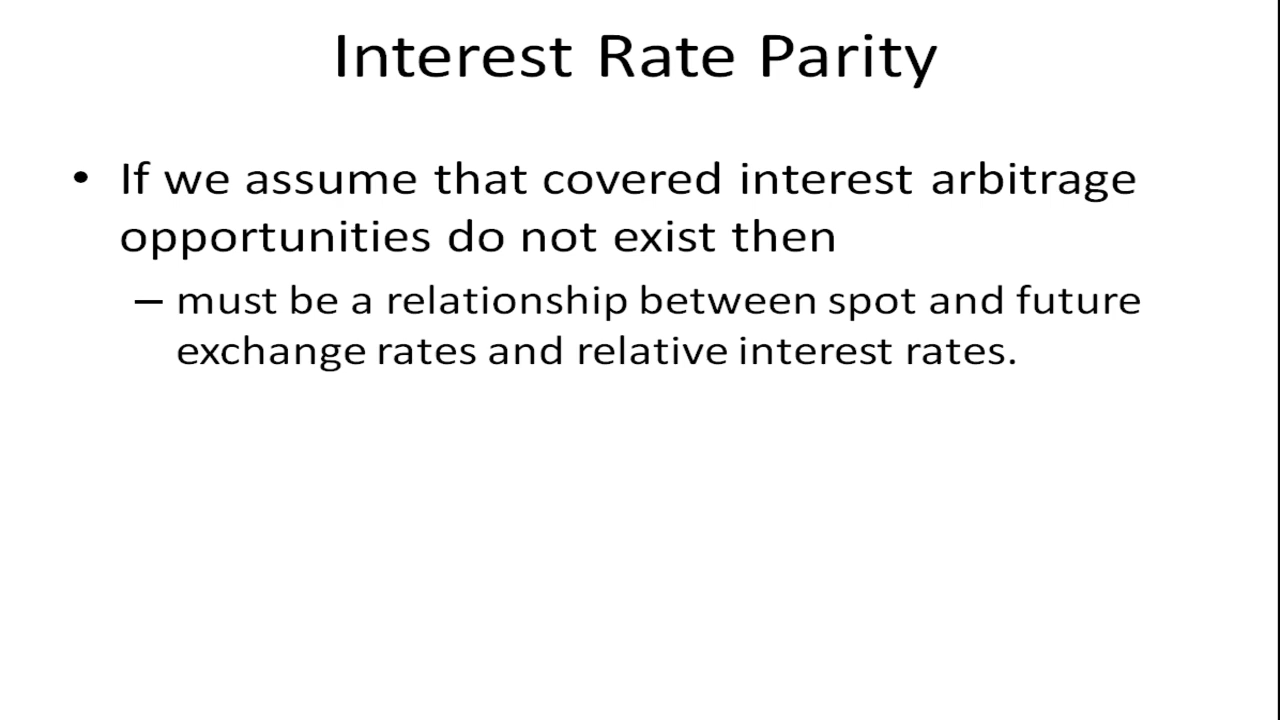 Interest Rate Parity
• If we assume that covered interest arbitrage
opportunities do not exist then
– must be a relationship between spot and future
exchange rates and relative interest rates.